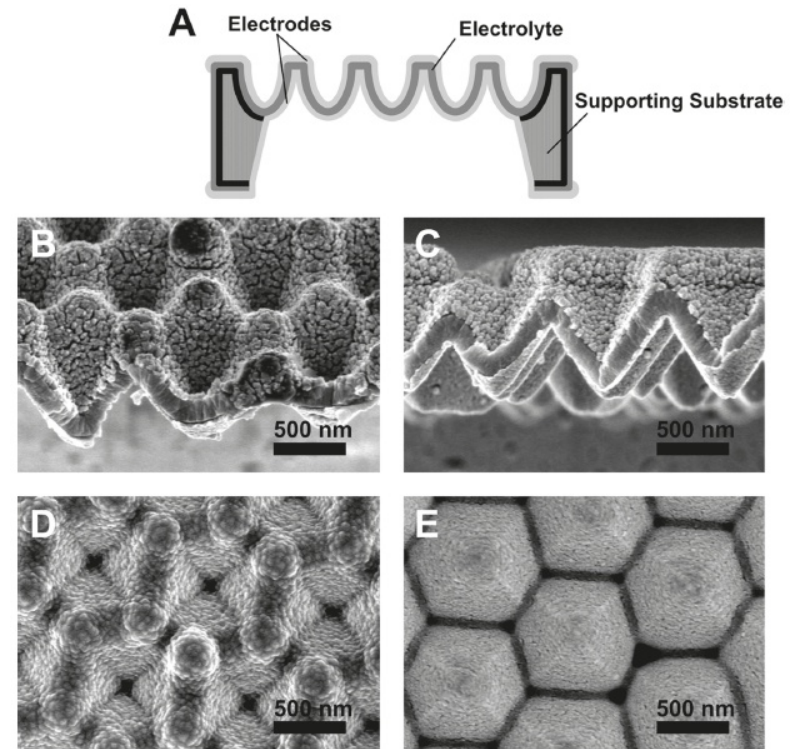 A
Electrodes
Electrolyte
Supporting Substrate
B
500 nm
C
500 nm
D
500 nm
E
500 nm